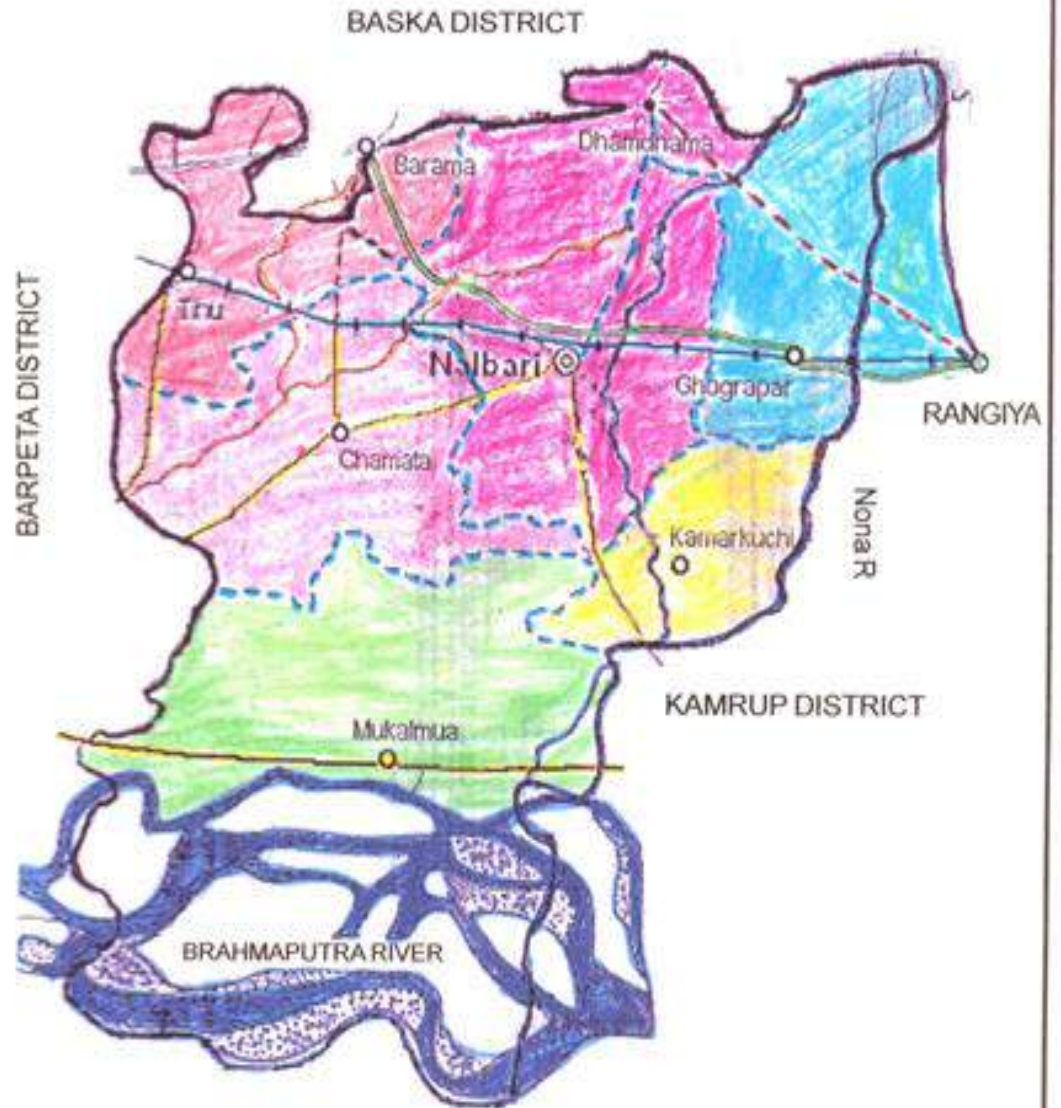 BASKA DISTRICT
Dhamdhama
Barama
BARPETA DISTRICT
Nalbari
Ghograpar
RANGIYA
Chamata
Nona R
Kamarkuchi
KAMRUP DISTRICT
Mukalmua
BRAHMAPUTRA RIVER